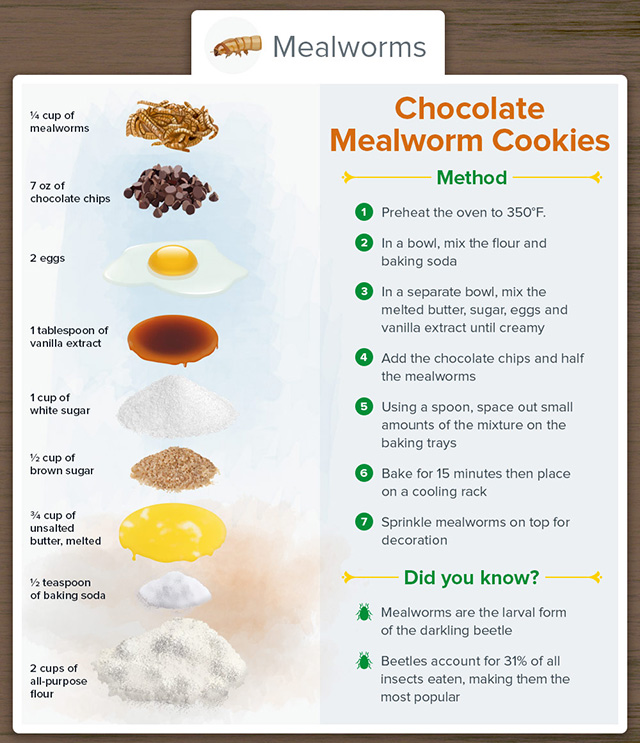 Mealworms
¼ cup of
mealworms
7 oz of
chocolate chips
2 eggs
1 tablespoon of
vanilla extract
1 cup of
white sugar
½ cup of
brown sugar
¾ cup of
unsalted
butter, melted
½ teaspoon
of baking soda
2 cups of
all-purpose
flour
Chocolate
Mealworm Cookies
Method
1 Preheat the oven to 350°F.
2 In a bowl, mix the flour and
baking soda
3 In a separate bowl, mix the
melted butter, sugar, eggs and
vanilla extract until creamy
4 Add the chocolate chips and half
the mealworms
5 Using a spoon, space out small
amounts of the mixture on the
baking trays
6 Bake for 15 minutes then place
on a cooling rack
7 Sprinkle mealworms on top for
decoration
Did you know?
Mealworms are the larval form
of the darkling beetle
Beetles account for 31% of all
insects eaten, making them the
most popular